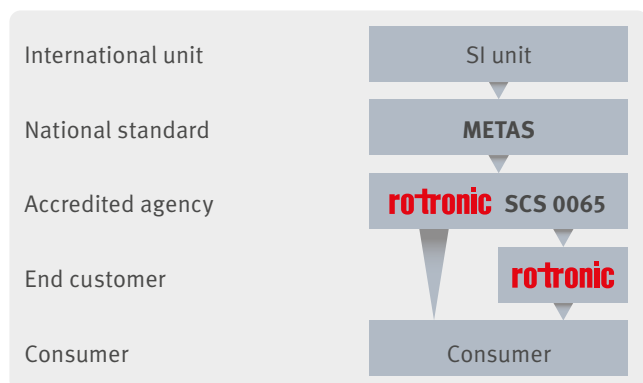 International unit SI unit
National standard METAS
Accredited agency rotronic SCS 0065
End customer rotronic
Consumer Consumer